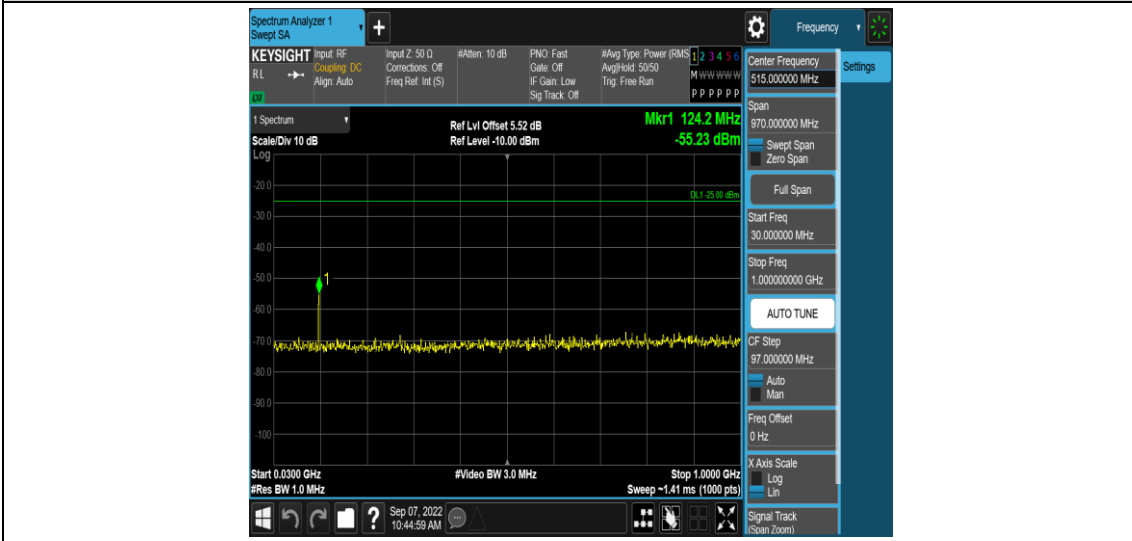 Spectrum Analyzer 1
Swept SA
+
Frequency
KEYSIGHT
RL
Input: RF
Coupling: DC
Align: Auto
Input Z: 50 Ω
Corrections: Off
Freq Ref: Int (S)
#Atten: 10 dB
PNO: Fast
Gate: Off
IF Gain: Low
Sig Track: Off
#Avg Type: Power (RMS
Avg|Hold: 50/50
Trig: Free Run
1 2 3 4 5 6
M W W W W W
P P P P P P
1 Spectrum
Scale/Div 10 dB
Log
Ref Lvl Offset 5.52 dB
Ref Level -10.00 dBm
Mkr1 124.2 MHz
-55.23 dBm
DL1 -25.00 dBm
1
-20.0
-30.0
-40.0
-50.0
-60.0
-70.0
-80.0
-90.0
-100
Start 0.0300 GHz
#Res BW 1.0 MHz
#Video BW 3.0 MHz
Stop 1.0000 GHz
Sweep ~1.41 ms (1000 pts)
Center Frequency
515.000000 MHz
Settings
Span
970.000000 MHz
Swept Span
Zero Span
Full Span
Start Freq
30.000000 MHz
Stop Freq
1.000000000 GHz
AUTO TUNE
CF Step
97.000000 MHz
Auto
Man
Freq Offset
0 Hz
X Axis Scale
Log
Lin
Signal Track
(Span Zoom)
?
Sep 07, 2022
10:44:59 AM